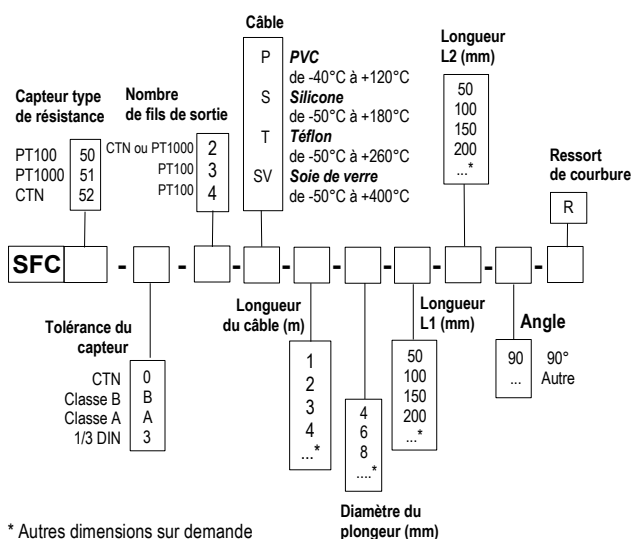 Câble
P PVC
de -40°C à +120°C
S Silicone
de -50°C à +180°C
T Téflon
de -50°C à +260°C
SV Soie de verre
de -50°C à +400°C
Longueur
L2 (mm)
50
100
150
200
...*
Capteur type
de résistance
PT100 50
PT1000 51
CTN 52
Nombre
de fils de sortie
CTN ou PT1000 2
PT100 3
PT100 4
Ressort
de courbure
R
SFC - - - - - - - - -
Tolérance du
capteur
CTN 0
Classe B B
Classe A A
1/3 DIN 3
Longueur
du câble (m)
1
2
3
4
...*
4
6
8
....*
Diamètre du
plongeur (mm)
Longueur
L1 (mm)
50
100
150
200
...*
Angle
90 90°
... Autre
* Autres dimensions sur demande